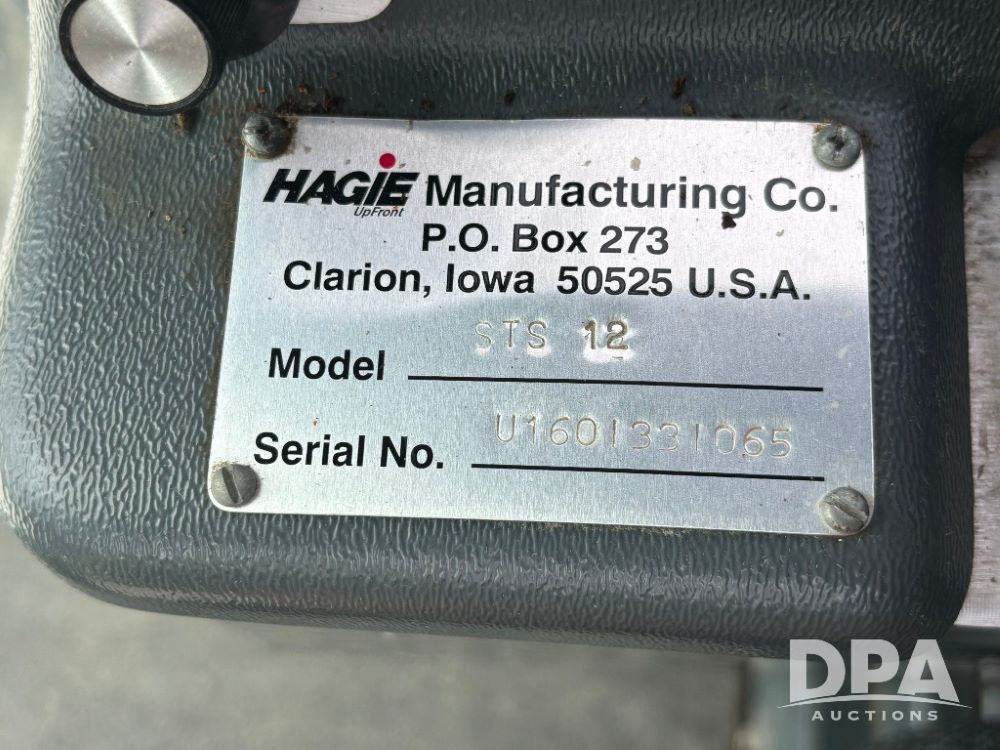 HAGIE Manufacturing Co.
UpFront
P.O. Box 273
Clarion, Iowa 50525 U.S.A.
Model STS 12
Serial No. U1601331065
DPA
AUCTIONS